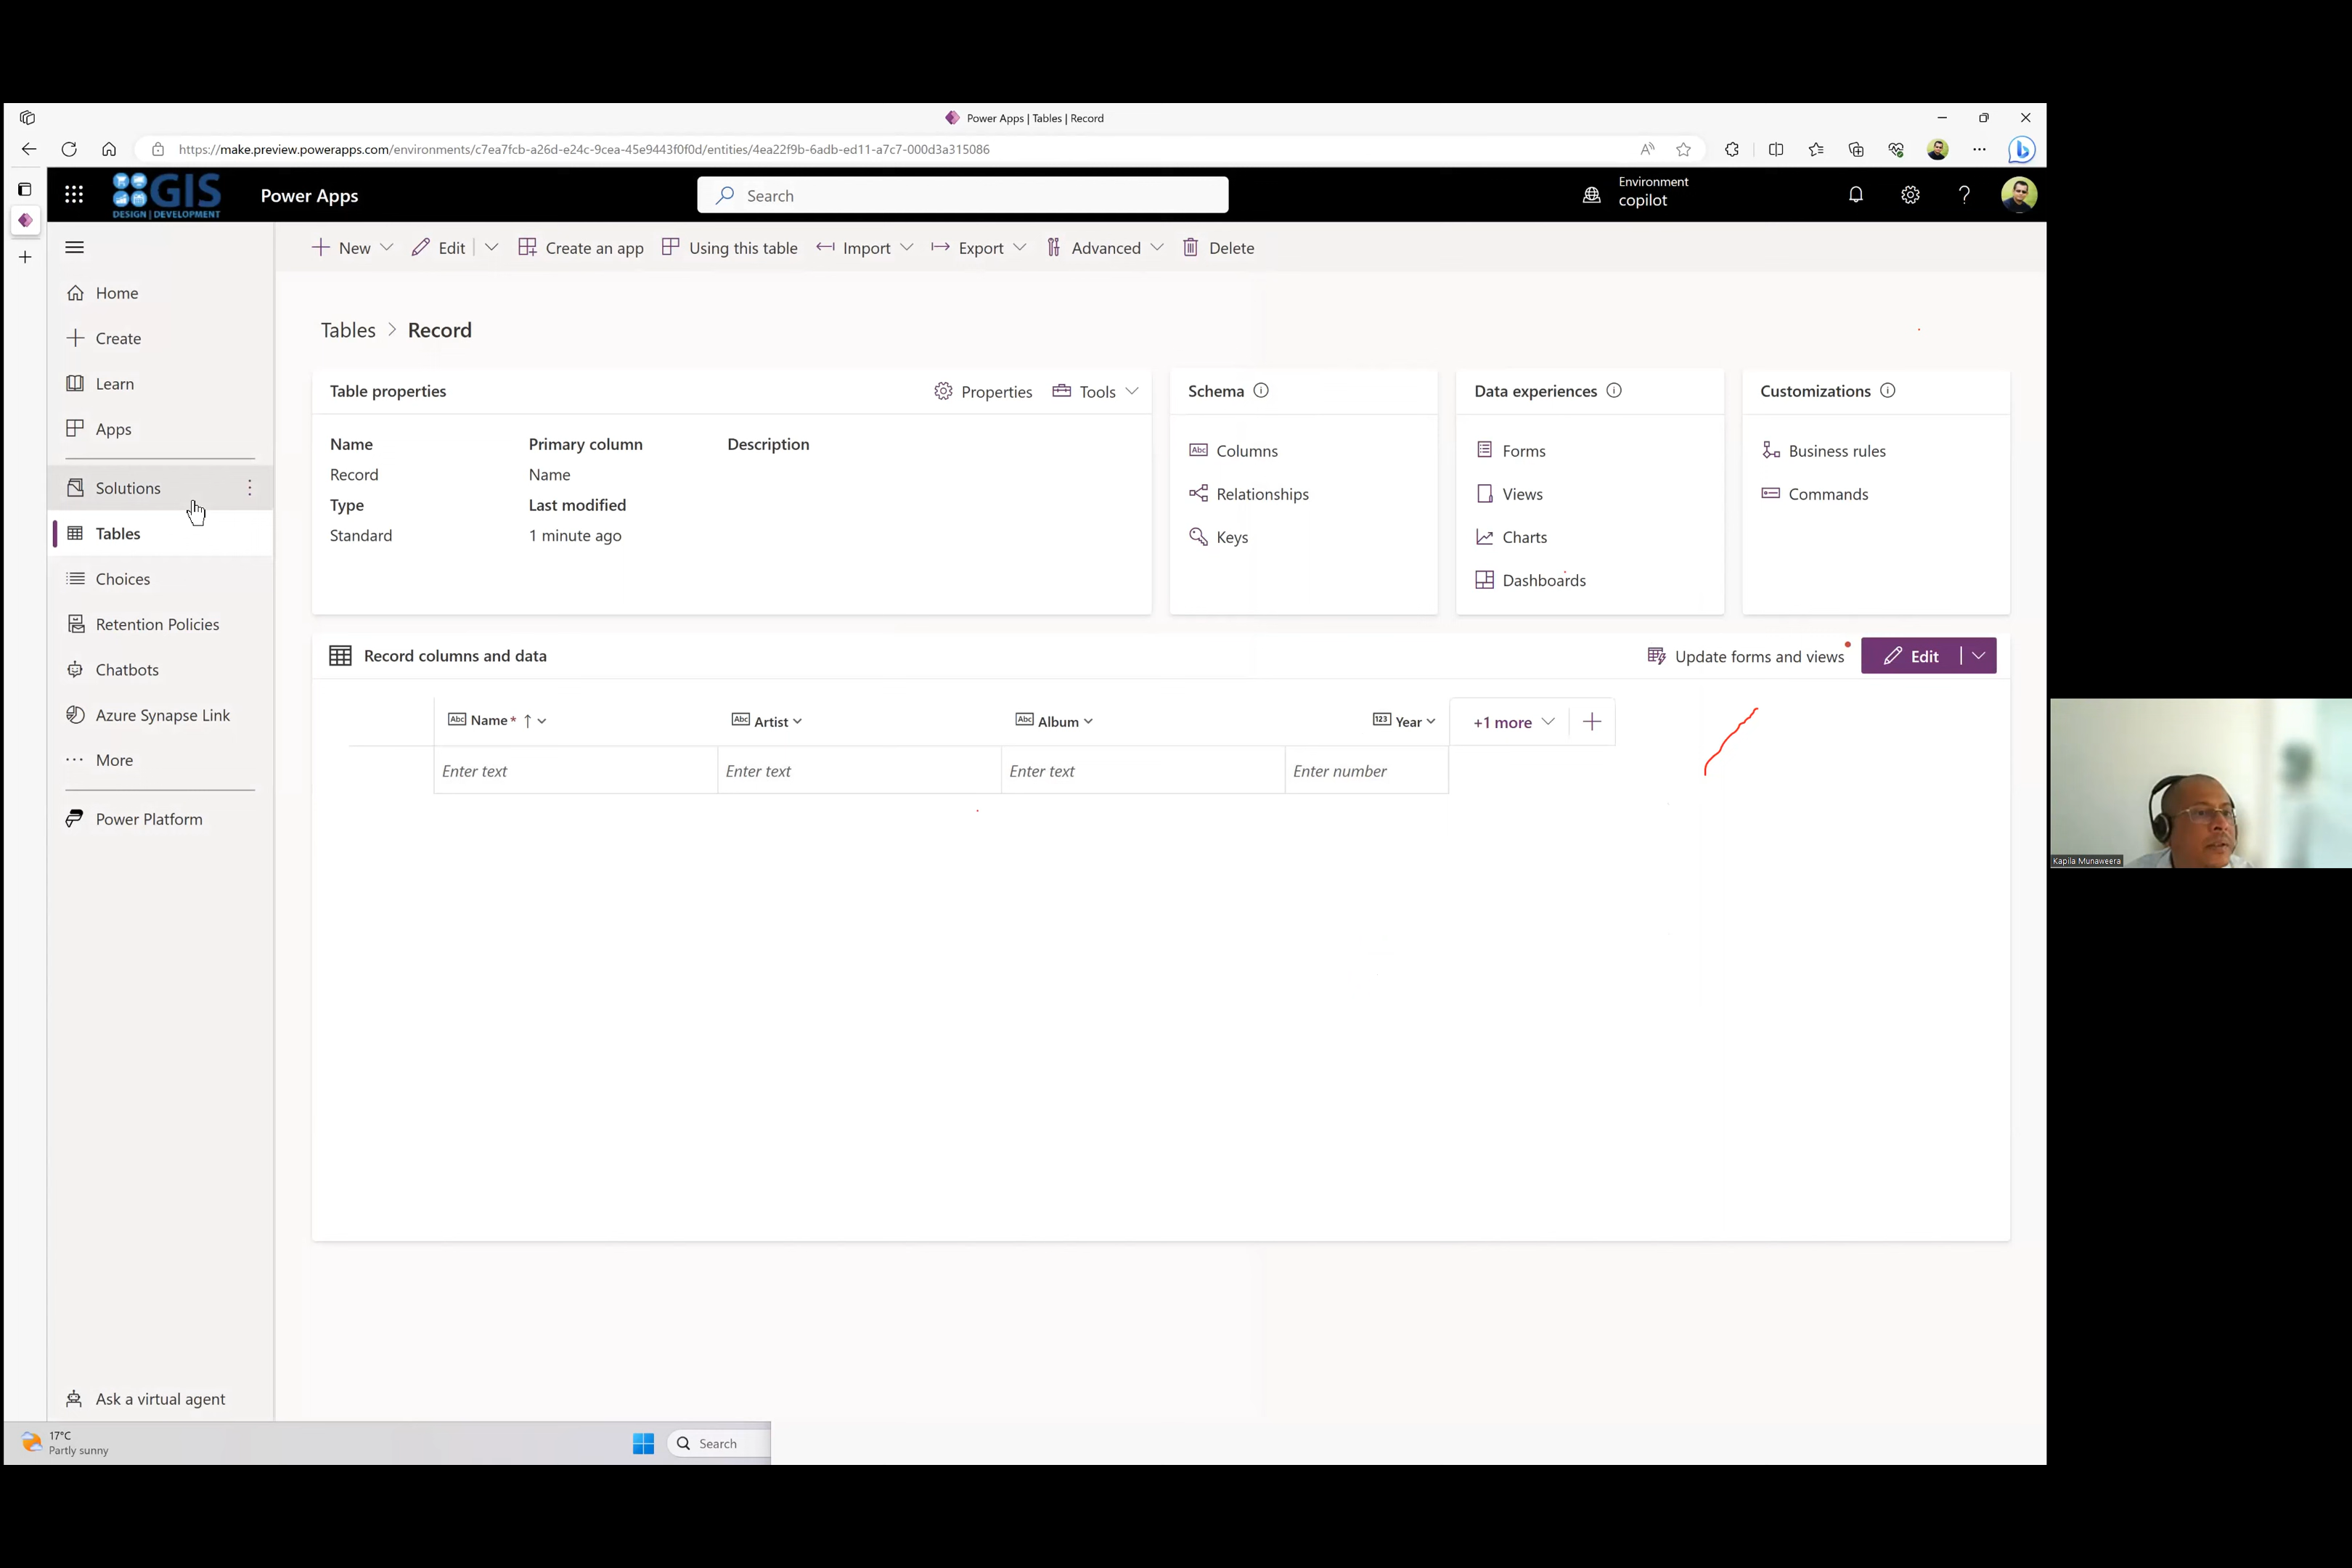 Power Apps | Tables | Record
https://make.preview.powerapps.com/environments/c7ea7fcb-a26d-e24c-9cea-45e9443f0f0d/entities/4ea22f9b-6adb-ed11-a7c7-000d3a315086
GIS
DESIGN | DEVELOPMENT
Power Apps
Search
Environment
copilot
New
Edit
Create an app
Using this table
Import
Export
Advanced
Delete
Home
Create
Learn
Apps
Solutions
Tables
Choices
Retention Policies
Chatbots
Azure Synapse Link
More
Power Platform
Ask a virtual agent
Tables > Record
Table properties
Properties
Tools
Name Primary column Description
Record Name
Type Last modified
Standard 1 minute ago
Schema
Columns
Relationships
Keys
Data experiences
Forms
Views
Charts
Dashboards
Customizations
Business rules
Commands
Record columns and data
Update forms and views
Edit
Abc Name* Abc Artist Abc Album 123 Year +1 more
Enter text Enter text Enter text Enter number
Kapila Munaweera
17°C
Partly sunny
Search